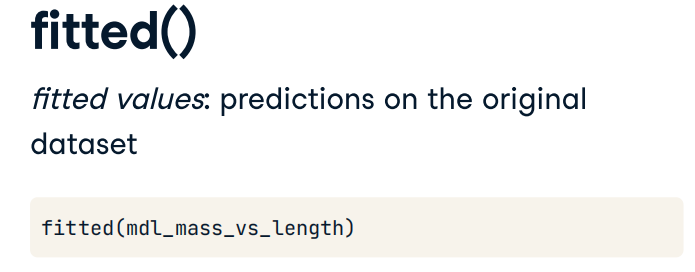 fitted()
fitted values: predictions on the original
dataset
fitted(mdl_mass_vs_length)